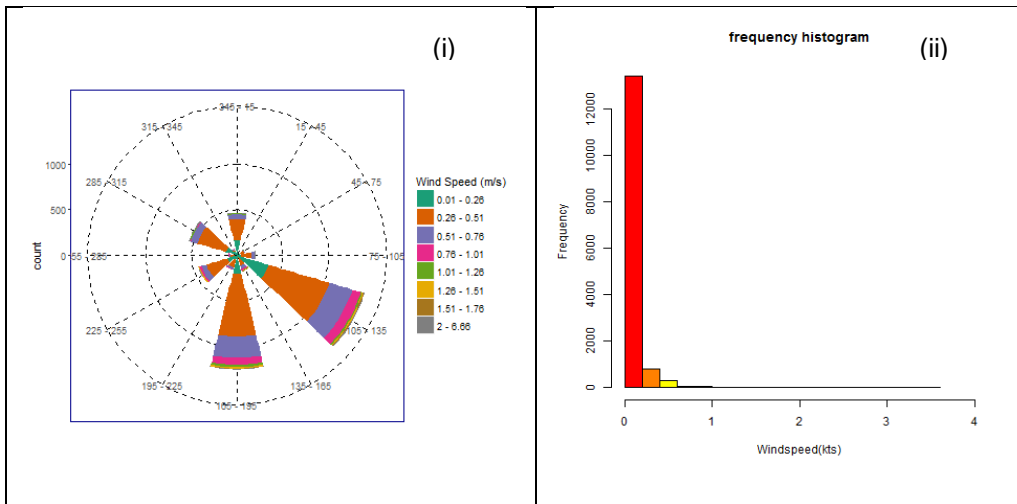 (i)
345 - 15
315 - 345
15 - 45
285 - 315
45 - 75
255 - 285
75 - 105
225 - 255
105 - 135
195 - 225
135 - 165
165 - 195
1000
500
0
count
Wind Speed (m/s)
0.01 - 0.26
0.26 - 0.51
0.51 - 0.76
0.76 - 1.01
1.01 - 1.26
1.26 - 1.51
1.51 - 1.76
2 - 6.66
frequency histogram
(ii)
Frequency
12000
10000
8000
6000
4000
2000
0
0
1
2
3
4
Windspeed(kts)